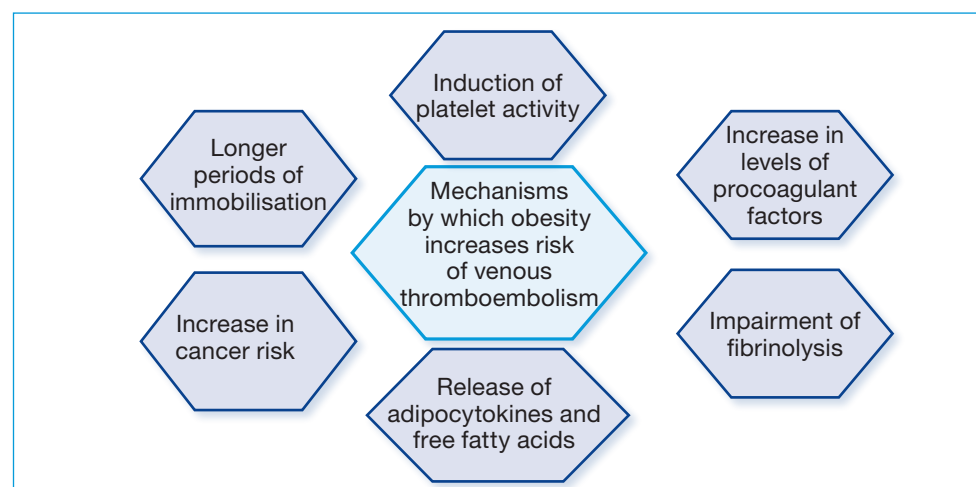 Induction of
platelet activity
Longer
periods of
immobilisation
Increase in
levels of
procoagulant
factors
Mechanisms
by which obesity
increases risk
of venous
thromboembolism
Increase in
cancer risk
Impairment of
fibrinolysis
Release of
adipocytokines and
free fatty acids